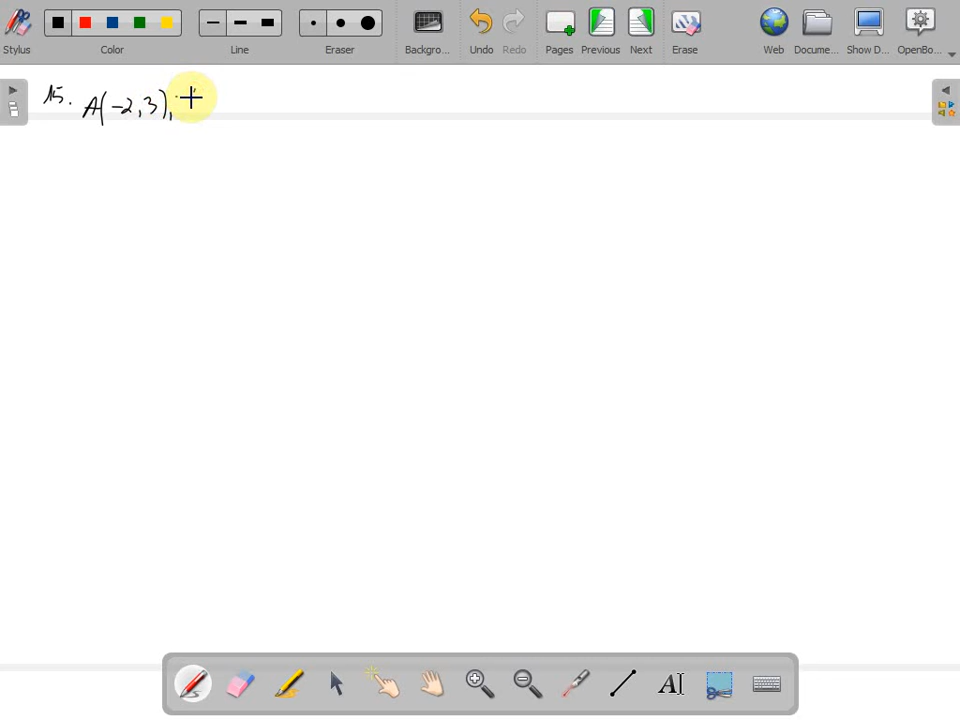 Stylus
Color
Line
Eraser
Backgro...
Undo
Redo
Pages
Previous
Next
Erase
Web
Docume...
Show D...
OpenBo...
15. A(-2,3),
A